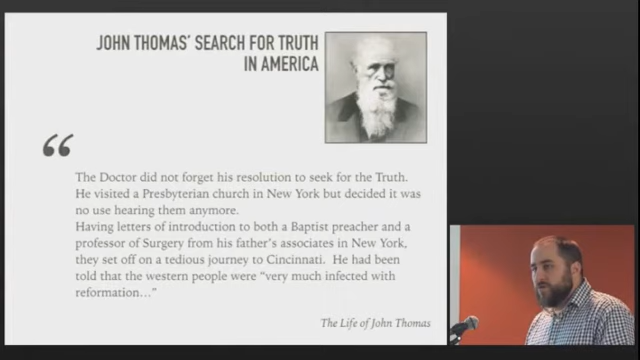 JOHN THOMAS' SEARCH FOR TRUTH
IN AMERICA
“
The Doctor did not forget his resolution to seek for the Truth.
He visited a Presbyterian church in New York but decided it was
no use hearing them anymore.
Having letters of introduction to both a Baptist preacher and a
professor of Surgery from his father's associates in New York,
they set off on a tedious journey to Cincinnati.  He had been
told that the western people were “very much infected with
reformation...”
The Life of John Thomas